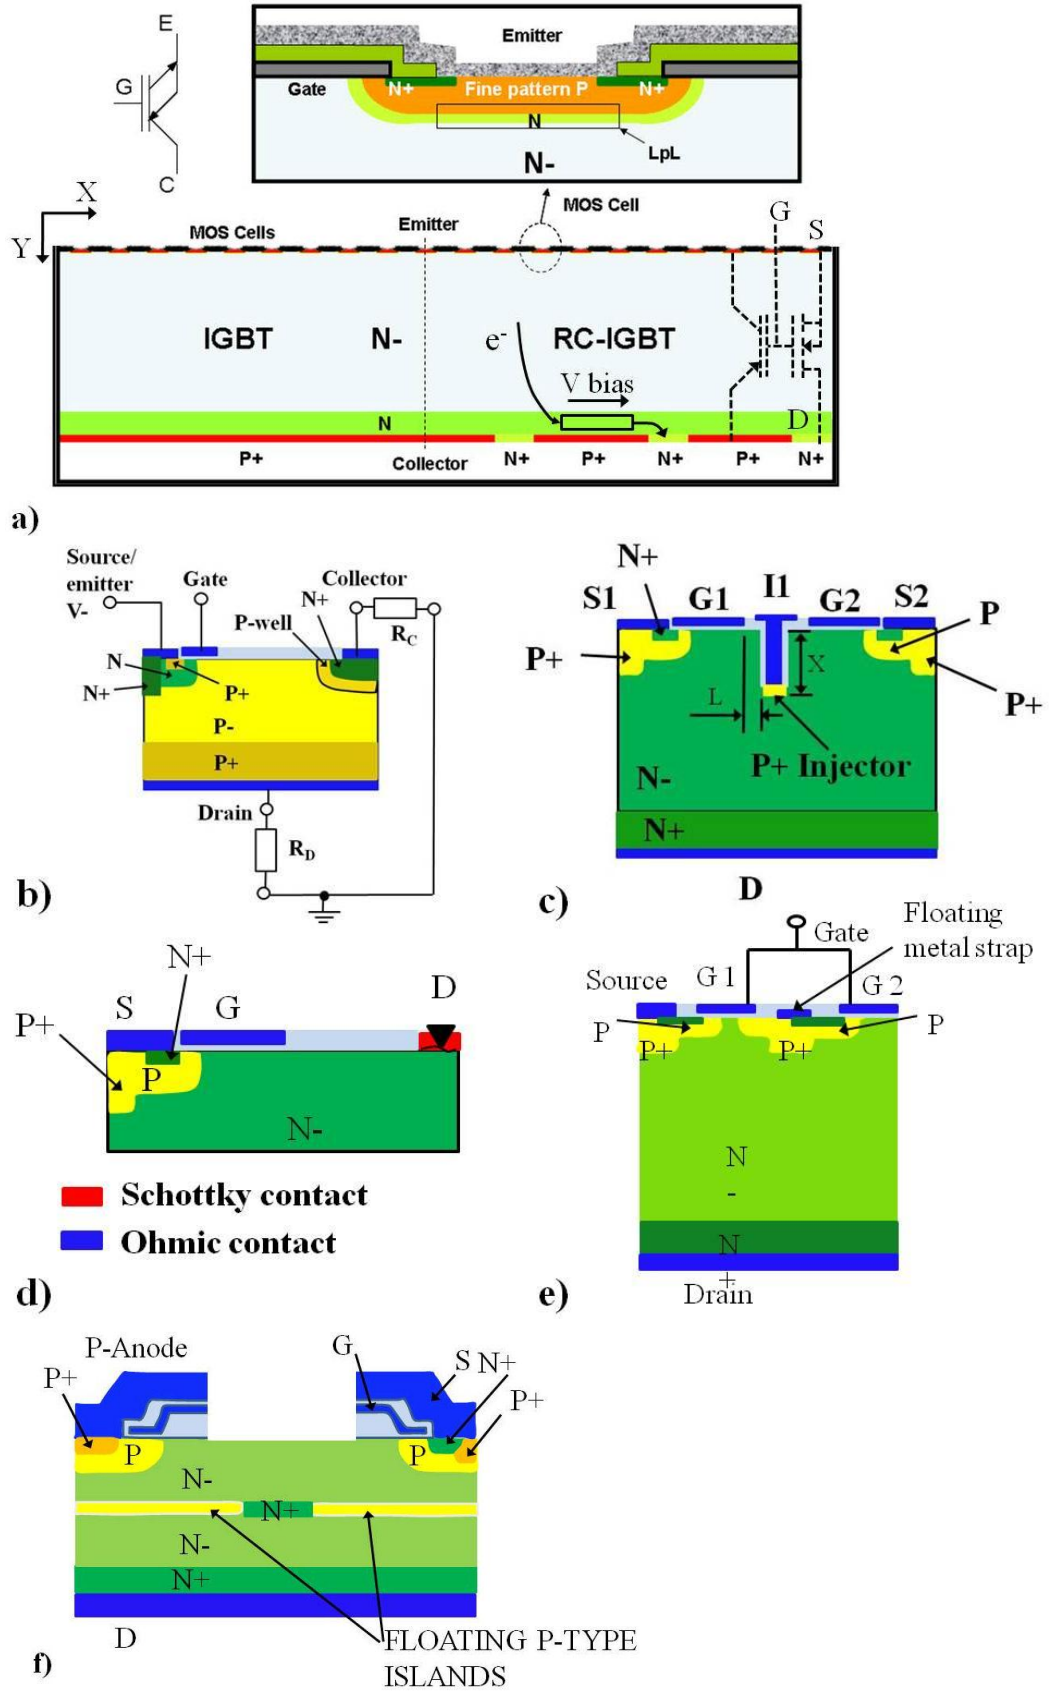 E
G
C
Emitter
Gate
N+
Fine pattern P
N+
N
LpL
N-
X
Y
MOS Cells
Emitter
MOS Cell
G
S
IGBT
N-
RC-IGBT
e-
V bias
D
N
P+
Collector
N+
P+
N+
P+
N+
a)
Source/
emitter
V-
Gate
Collector
N+
P-well
RC
N
N+
P+
P-
P+
Drain
RD
b)
N+
S1
G1
I1
G2
S2
P
P+
X
L
P+
P+ Injector
N-
N+
D
c)
N+
S
G
D
P+
P
N-
Schottky contact
Ohmic contact
d)
Floating
metal strap
Gate
Source
G 1
G 2
P
P
P+
P+
N
-
N
+
Drain
e)
P-Anode
G
S
N+
P+
P+
P
P
N-
N+
N-
N+
D
FLOATING P-TYPE
ISLANDS
f)